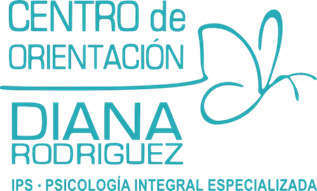 CENTRO de
ORIENTACIÓN
DIANA
RODRIGUEZ
IPS · PSICOLOGÍA INTEGRAL ESPECIALIZADA